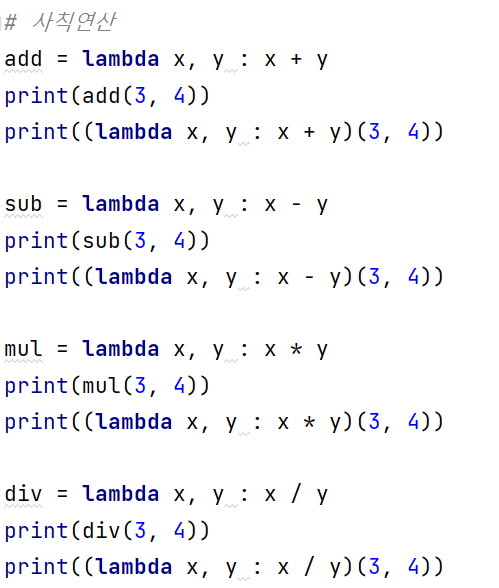 # 사칙연산
add = lambda x, y : x + y
print(add(3, 4))
print((lambda x, y : x + y)(3, 4))
sub = lambda x, y : x - y
print(sub(3, 4))
print((lambda x, y : x - y)(3, 4))
mul = lambda x, y : x * y
print(mul(3, 4))
print((lambda x, y : x * y)(3, 4))
div = lambda x, y : x / y
print(div(3, 4))
print((lambda x, y : x / y)(3, 4))